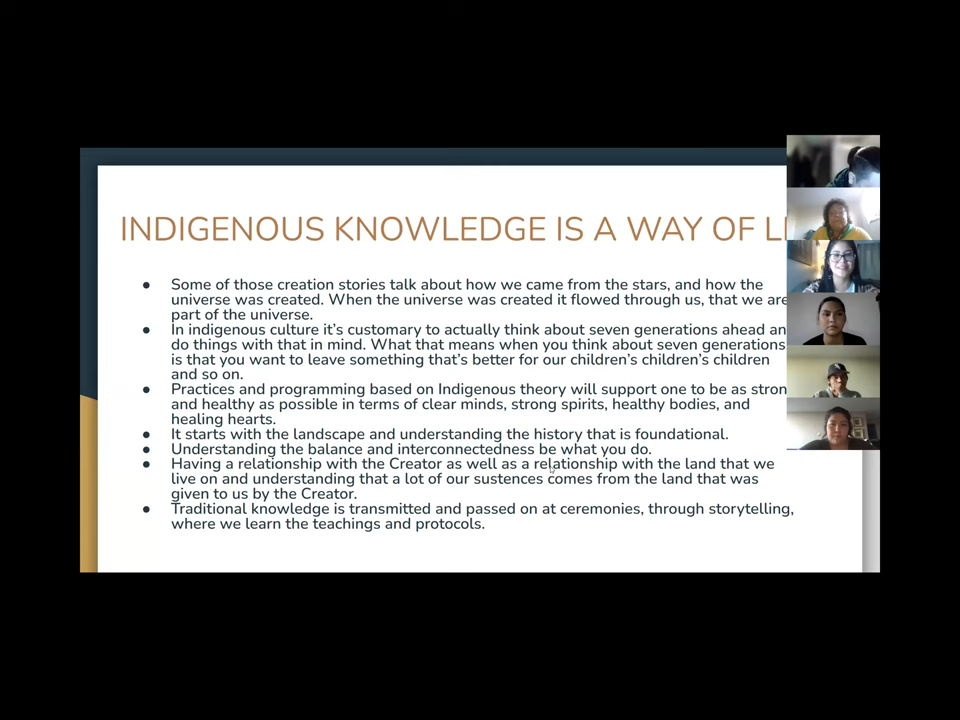 INDIGENOUS KNOWLEDGE IS A WAY OF
● Some of those creation stories talk about how we came from the stars, and how the
universe was created. When the universe was created it flowed through us, that we are
part of the universe.
● In indigenous culture it's customary to actually think about seven generations ahead
do things with that in mind. What that means when you think about seven generations
is that you want to leave something that's better for our children's children's children
and so on.
● Practices and programming based on Indigenous theory will support one to be as
and healthy as possible in terms of clear minds, strong spirits, healthy bodies, and
healing hearts.
● It starts with the landscape and understanding the history that is foundational.
● Understanding the balance and interconnectedness be what you do.
● Having a relationship with the Creator as well as a relationship with the land that we
live on and understanding that a lot of our sustences comes from the land that was
given to us by the Creator.
● Traditional knowledge is transmitted and passed on at ceremonies, through storytelling,
where we learn the teachings and protocols.